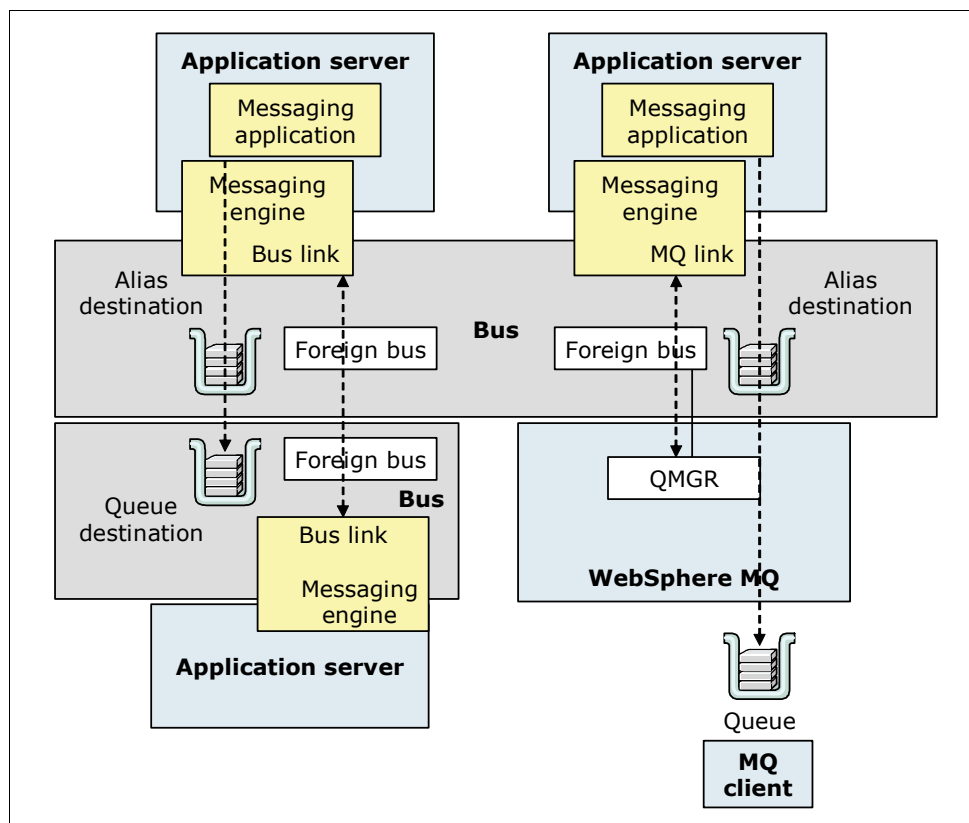 Application server
Messaging
application
Messaging
engine
Bus link
Application server
Messaging
application
Messaging
engine
MQ link
Alias
destination
Foreign bus
Bus
Foreign bus
Alias
destination
Queue
destination
Foreign bus
Bus
Bus link
Messaging
engine
Application server
QMGR
WebSphere MQ
Queue
MQ
client